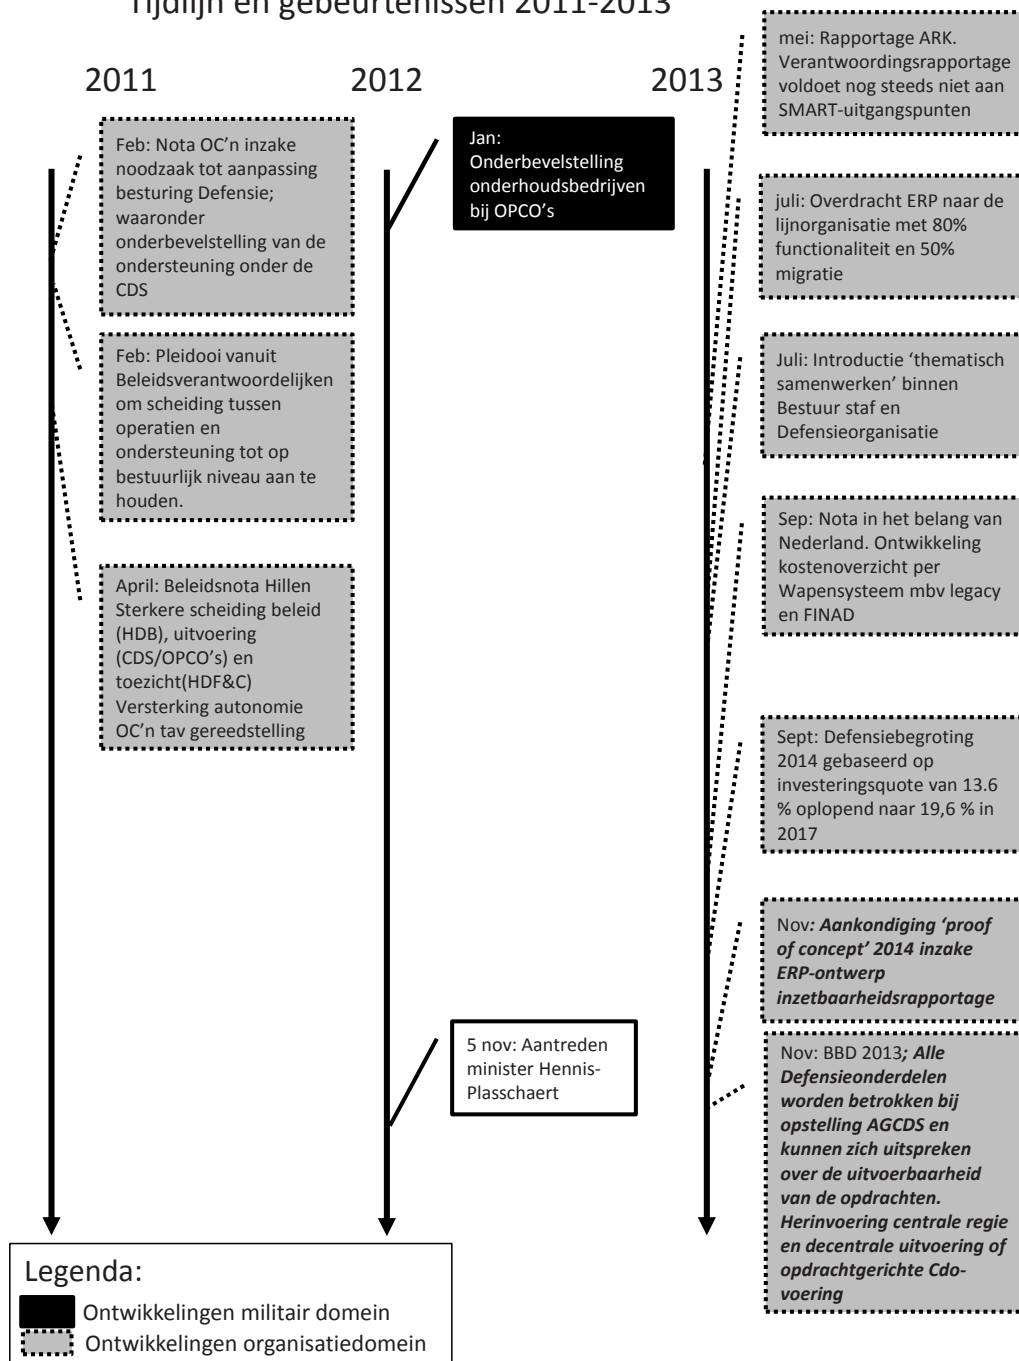 Tijdlijn en gebeurtenissen 2011-2013
2011
Feb: Nota OC'n inzake
noodzaak tot aanpassing
besturing Defensie;
waaronder
onderbevelstelling van de
ondersteuning onder de
CDS
Feb: Pleidooi vanuit
Beleidsverantwoordelijken
om scheiding tussen
operatien en
ondersteuning tot op
bestuurlijk niveau aan te
houden.
April: Beleidsnota Hillen
Sterkere scheiding beleid
(HDB), uitvoering
(CDS/OPCO's) en
toezicht(HDF&C)
Versterking autonomie
OC'n tav gereedstelling
2012
Jan:
Onderbevelstelling
onderhoudsbedrijven
bij OPCO's
5 nov: Aantreden
minister Hennis-
Plasschaert
2013
mei: Rapportage ARK.
Verantwoordingsrapportage
voldoet nog steeds niet aan
SMART-uitgangspunten
juli: Overdracht ERP naar de
lijnorganisatie met 80%
functionaliteit en 50%
migratie
Juli: Introductie 'thematisch
samenwerken' binnen
Bestuur staf en
Defensieorganisatie
Sep: Nota in het belang van
Nederland. Ontwikkeling
kostenoverzicht per
Wapensysteem mbv legacy
en FINAD
Sept: Defensiebegroting
2014 gebaseerd op
investeringsquote van 13.6
% oplopend naar 19,6 % in
2017
Nov: Aankondiging 'proof
of concept' 2014 inzake
ERP-ontwerp
inzetbaarheidsrapportage
Nov: BBD 2013; Alle
Defensieonderdelen
worden betrokken bij
opstelling AGCDS en
kunnen zich uitspreken
over de uitvoerbaarheid
van de opdrachten.
Herinvoering centrale regie
en decentrale uitvoering of
opdrachtgerichte Cdo-
voering
Legenda:
Ontwikkelingen militair domein
Ontwikkelingen organisatiedomein